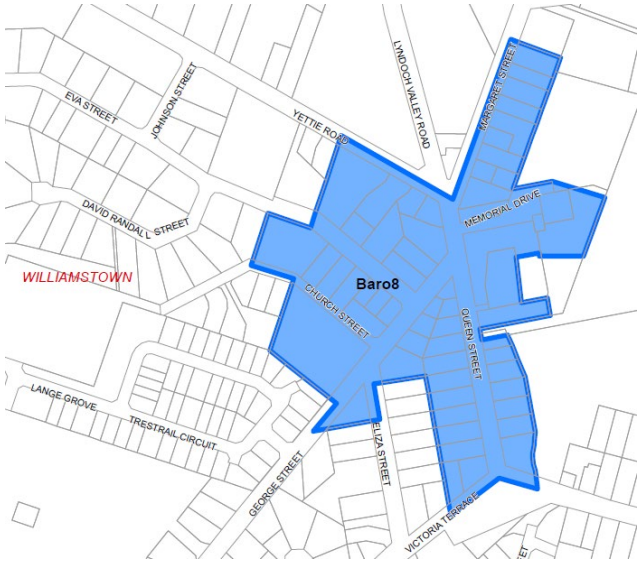 LYNDOCH VALLEY ROAD
MARGARET STREET
JOHNSON STREET
EVA STREET
YETTIE ROAD
MEMORIAL DRIVE
DAVID RANDALL STREET
WILLIAMSTOWN
Baro8
CHURCH STREET
QUEEN STREET
LANGE GROVE
TRESTRAIL CIRCUIT
ELIZA STREET
GEORGE STREET
VICTORIA TERRACE